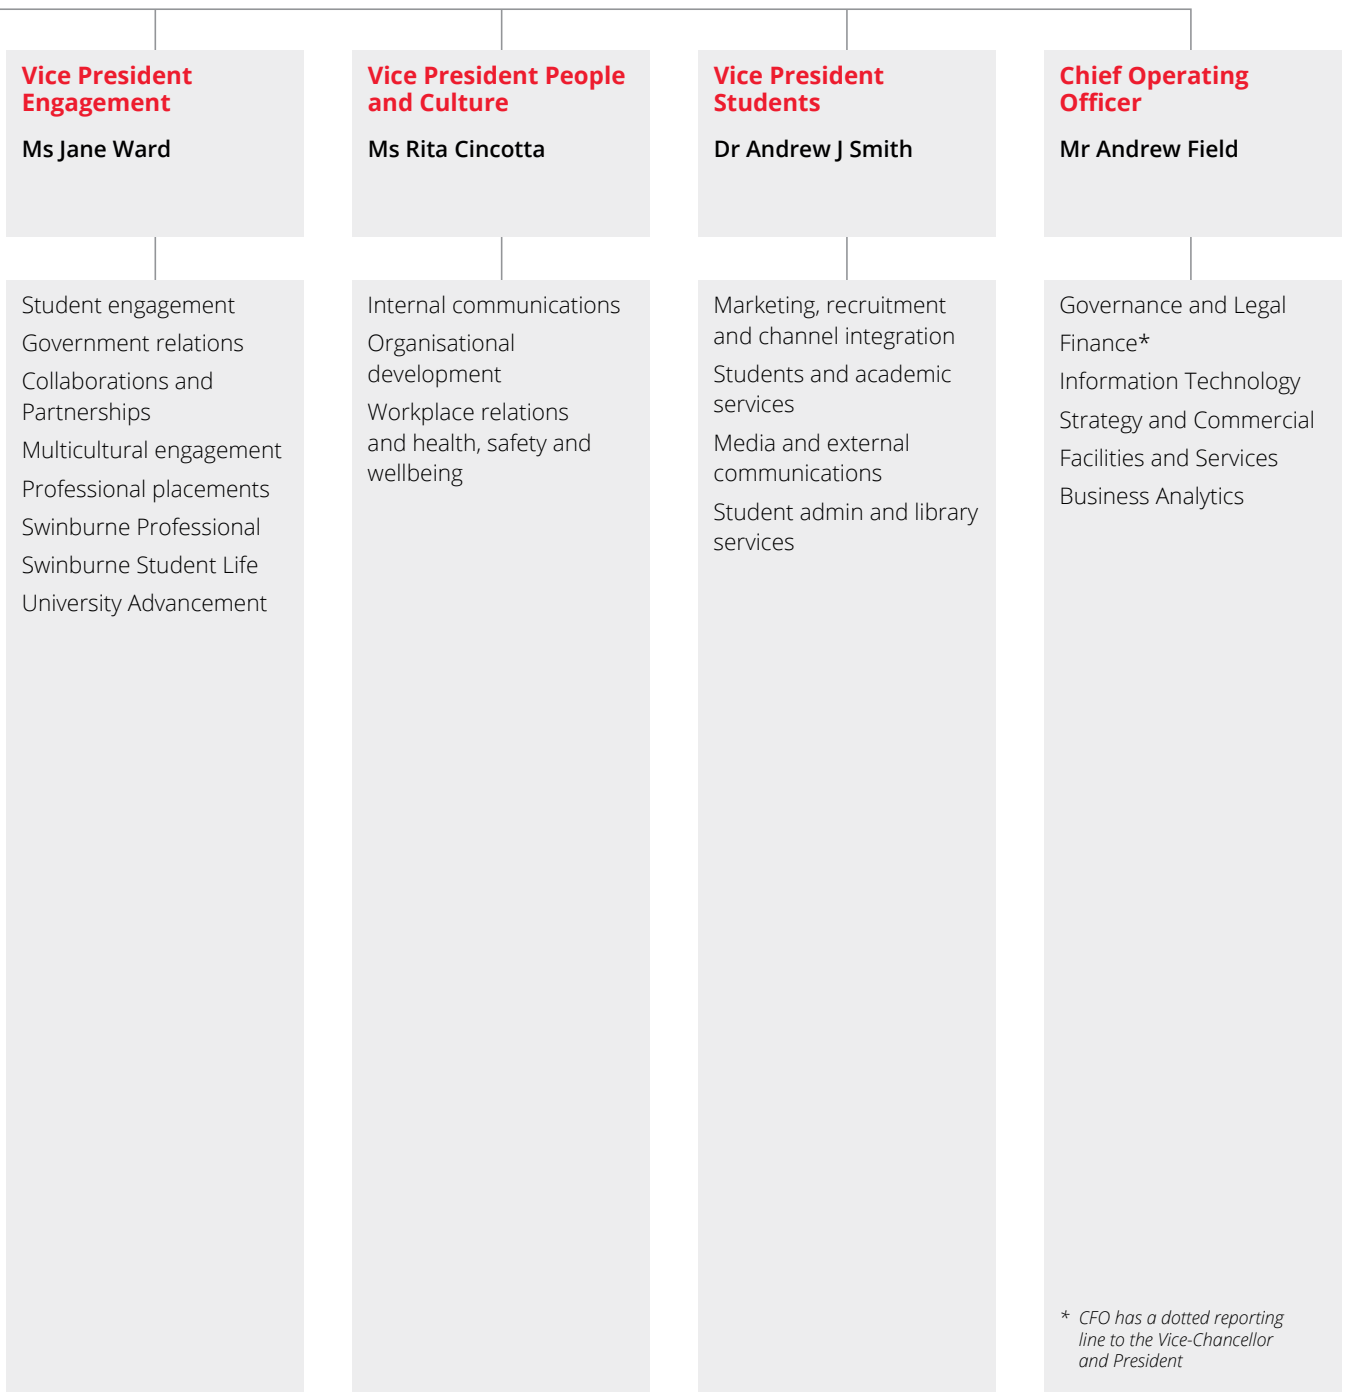 Vice President
Engagement
Ms Jane Ward
Student engagement
Government relations
Collaborations and
Partnerships
Multicultural engagement
Professional placements
Swinburne Professional
Swinburne Student Life
University Advancement
Vice President People
and Culture
Ms Rita Cincotta
Internal communications
Organisational
development
Workplace relations
and health, safety and
wellbeing
Vice President
Students
Dr Andrew J Smith
Marketing, recruitment
and channel integration
Students and academic
services
Media and external
communications
Student admin and library
services
Chief Operating
Officer
Mr Andrew Field
Governance and Legal
Finance*
Information Technology
Strategy and Commercial
Facilities and Services
Business Analytics
* CFO has a dotted reporting
line to the Vice-Chancellor
and President